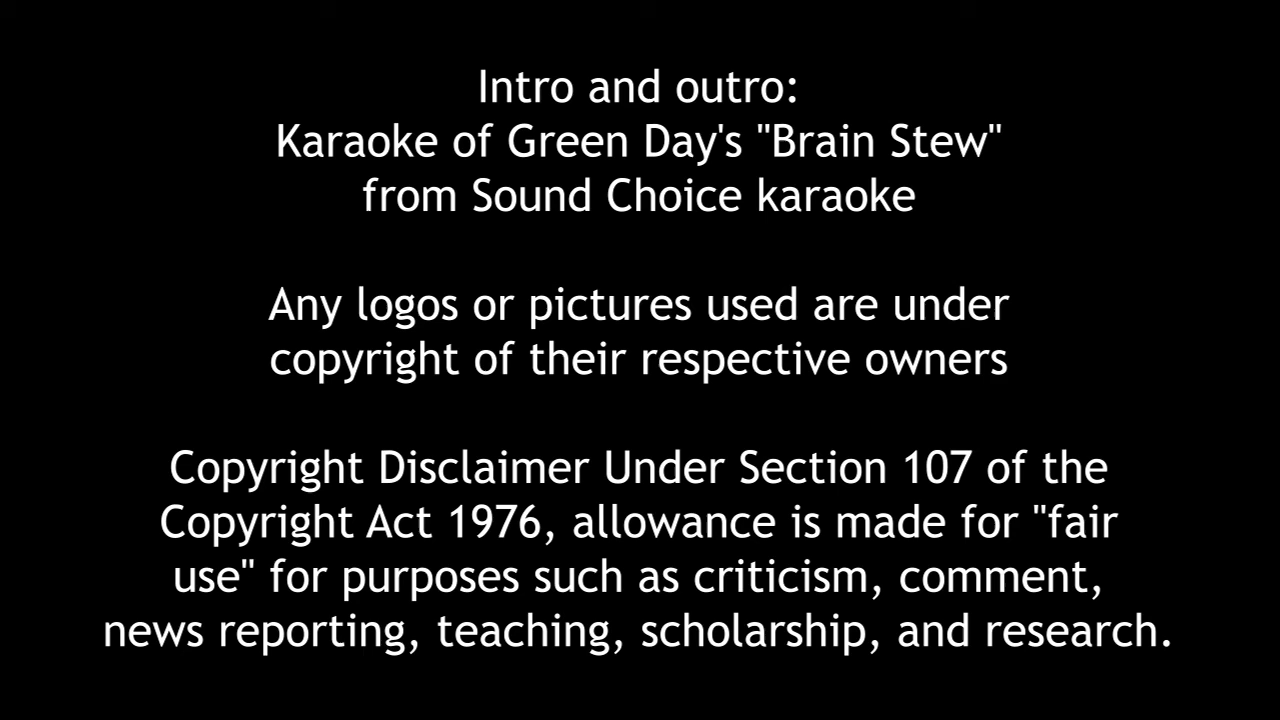 Intro and outro:
Karaoke of Green Day's "Brain Stew"
from Sound Choice karaoke
Any logos or pictures used are under
copyright of their respective owners
Copyright Disclaimer Under Section 107 of the
Copyright Act 1976, allowance is made for "fair
use" for purposes such as criticism, comment,
news reporting, teaching, scholarship, and research.